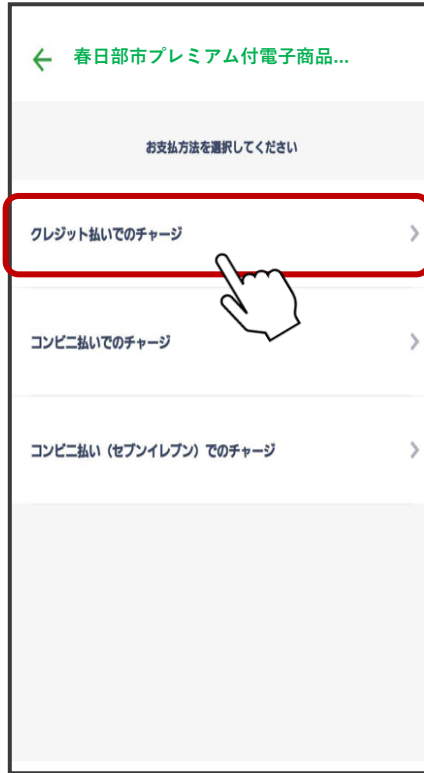 春日部市プレミアム付電子商品...
お支払方法を選択してください
クレジット払いでのチャージ
コンビニ払いでのチャージ
コンビニ払い（セブンイレブン）でのチャージ